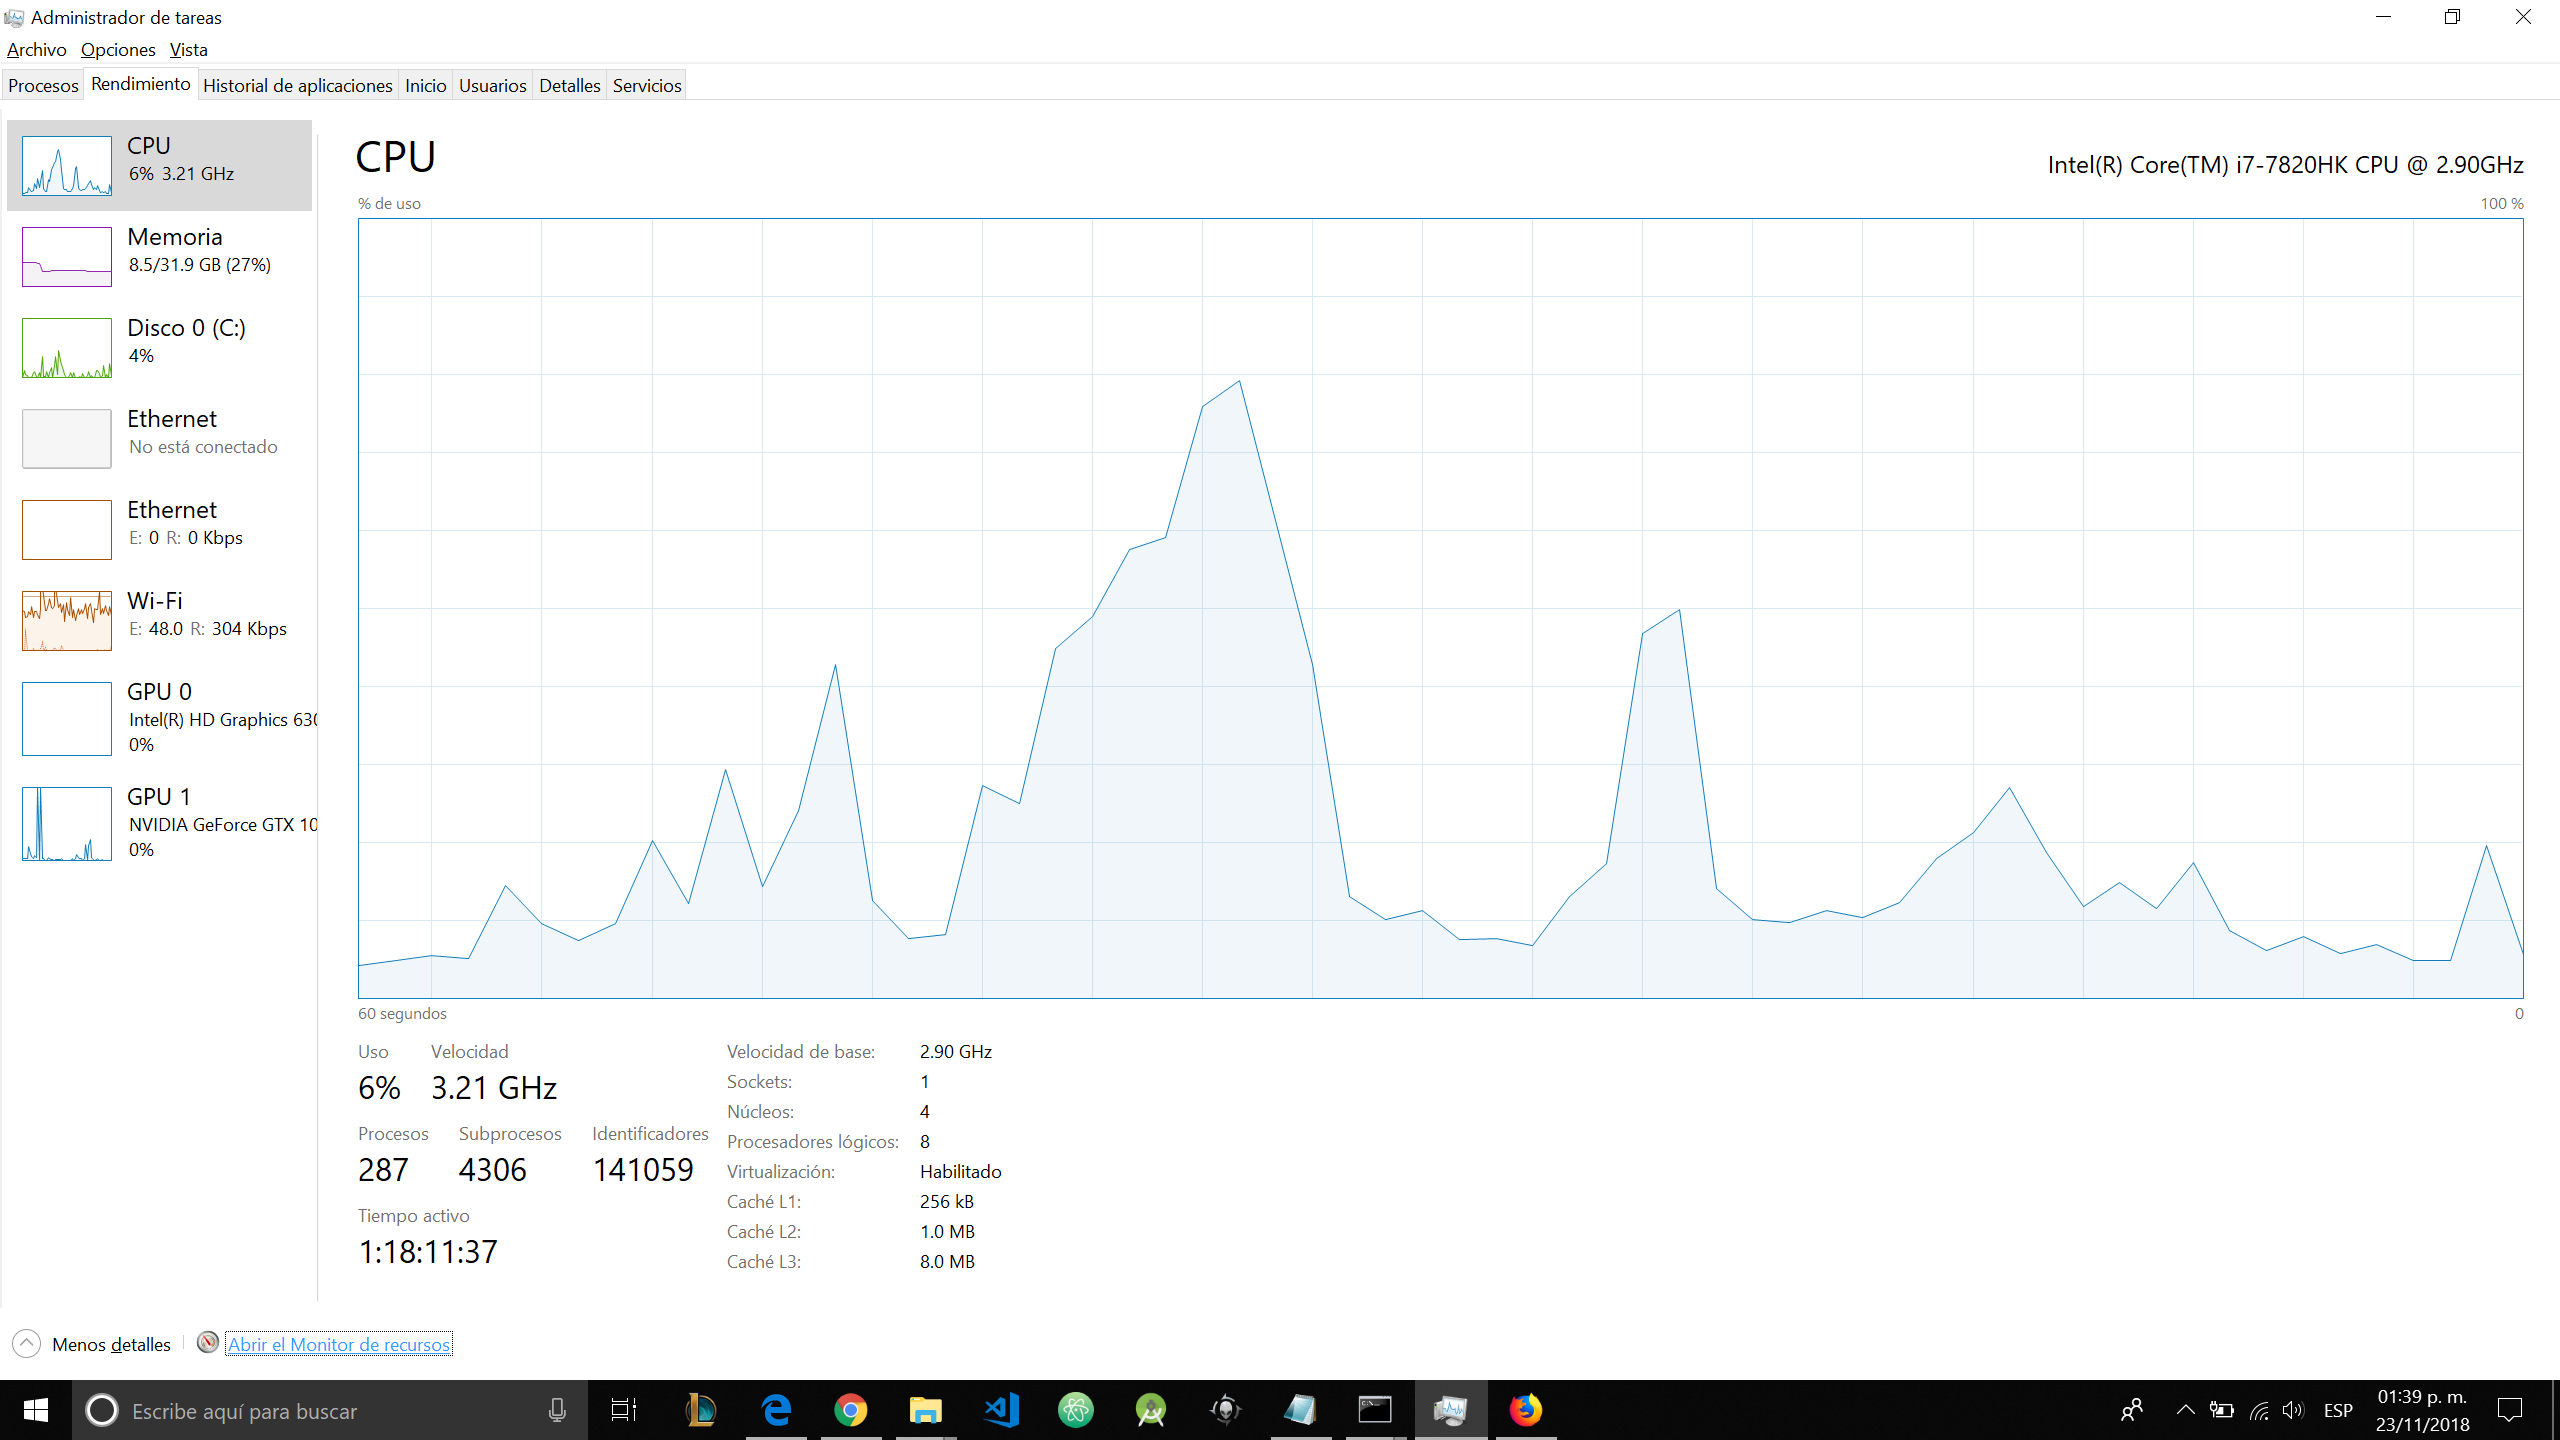 Administrador de tareas
Archivo Opciones Vista
Procesos Rendimiento Historial de aplicaciones Inicio Usuarios Detalles Servicios
CPU
6% 3.21 GHz
Memoria
8.5/31.9 GB (27%)
Disco 0 (C:)
4%
Ethernet
No está conectado
Ethernet
E: 0 R: 0 Kbps
Wi-Fi
E: 48.0 R: 304 Kbps
GPU 0
Intel(R) HD Graphics 630
0%
GPU 1
NVIDIA GeForce GTX 10
0%
CPU
Intel(R) Core(TM) i7-7820HK CPU @ 2.90GHz
% de uso 100 %
60 segundos 0
Uso Velocidad
6% 3.21 GHz
Procesos Subprocesos Identificadores
287 4306 141059
Tiempo activo
1:18:11:37
Velocidad de base: 2.90 GHz
Sockets: 1
Núcleos: 4
Procesadores lógicos: 8
Virtualización: Habilitado
Caché L1: 256 kB
Caché L2: 1.0 MB
Caché L3: 8.0 MB
Menos detalles Abrir el Monitor de recursos
Escribe aquí para buscar
ESP
01:39 p. m.
23/11/2018